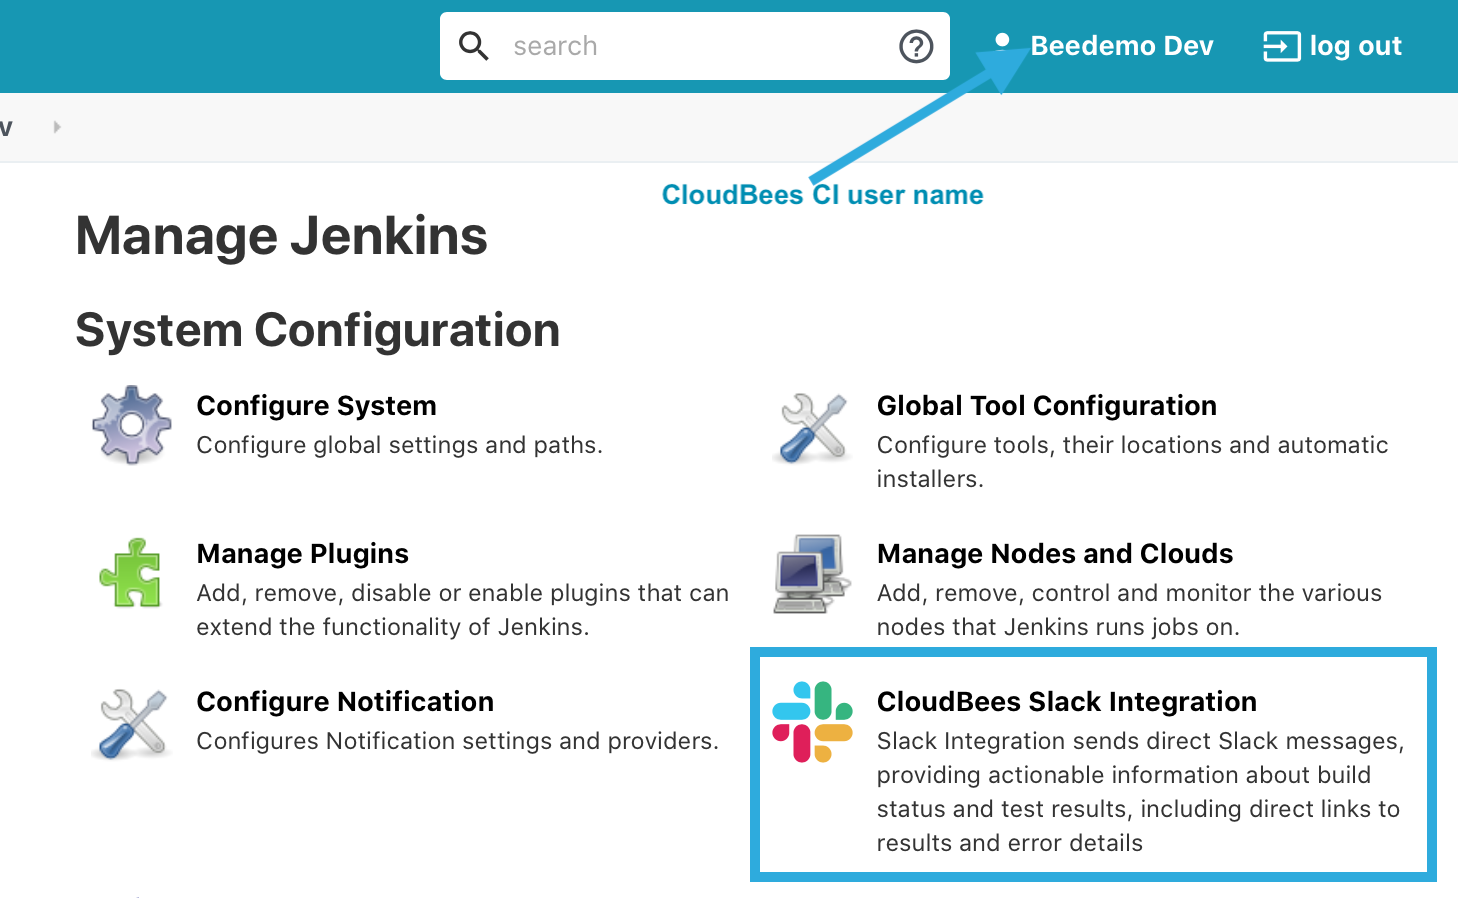 search
Beedemo Dev
log out
v
CloudBees CI user name
Manage Jenkins
System Configuration
Configure System
Configure global settings and paths.
Global Tool Configuration
Configure tools, their locations and automatic
installers.
Manage Plugins
Add, remove, disable or enable plugins that can
extend the functionality of Jenkins.
Manage Nodes and Clouds
Add, remove, control and monitor the various
nodes that Jenkins runs jobs on.
Configure Notification
Configures Notification settings and providers.
CloudBees Slack Integration
Slack Integration sends direct Slack messages,
providing actionable information about build
status and test results, including direct links to
results and error details